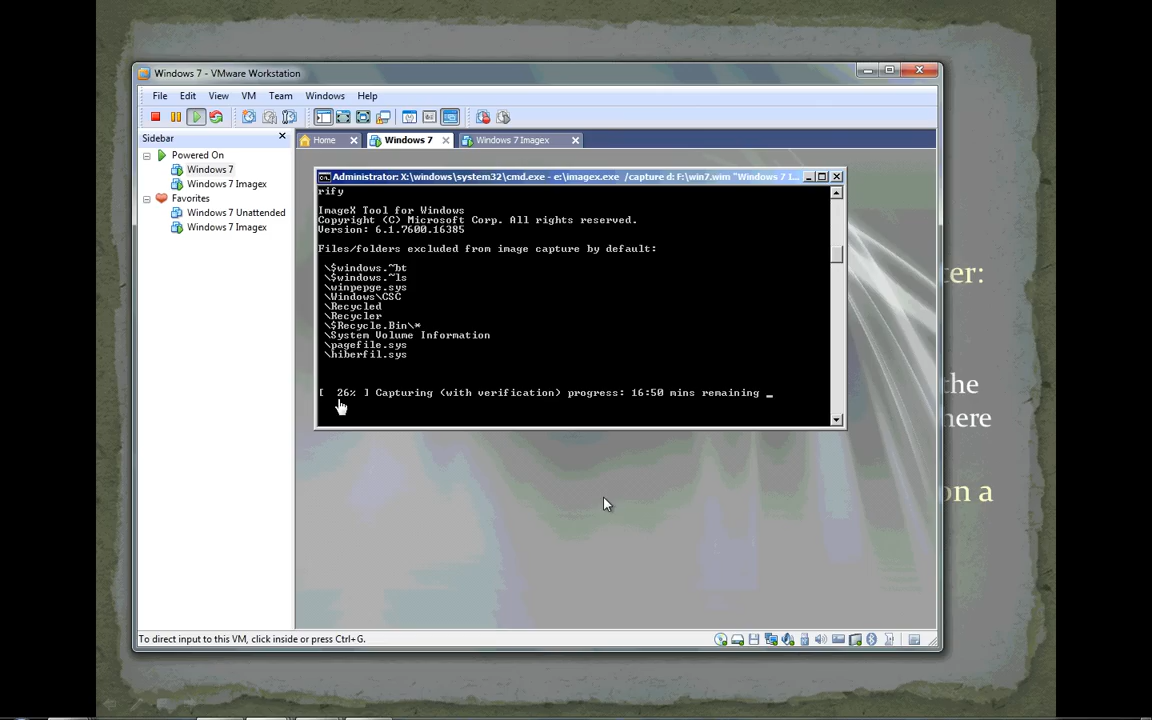 Windows 7 - VMware Workstation
File Edit View VM Team Windows Help
Sidebar
Home Windows 7 Windows 7 Imagex
Powered On
Windows 7
Windows 7 Imagex
Favorites
Windows 7 Unattended
Windows 7 Imagex
Administrator: X:\windows\system32\cmd.exe - e:\imagex.exe /capture d: F:\win7.wim "Windows 7 I...
rify
ImageX Tool for Windows
Copyright (C) Microsoft Corp. All rights reserved.
Version: 6.1.7600.16385
Files/folders excluded from image capture by default:
\$windows.~bt
\$windows.~ls
\winpepge.sys
\Windows\CSC
\Recycled
\Recycler
\$Recycle.Bin\*
\System Volume Information
\pagefile.sys
\hiberfil.sys
[ 26% ] Capturing (with verification) progress: 16:50 mins remaining _
ter:
the
here
on a
To direct input to this VM, click inside or press Ctrl+G.